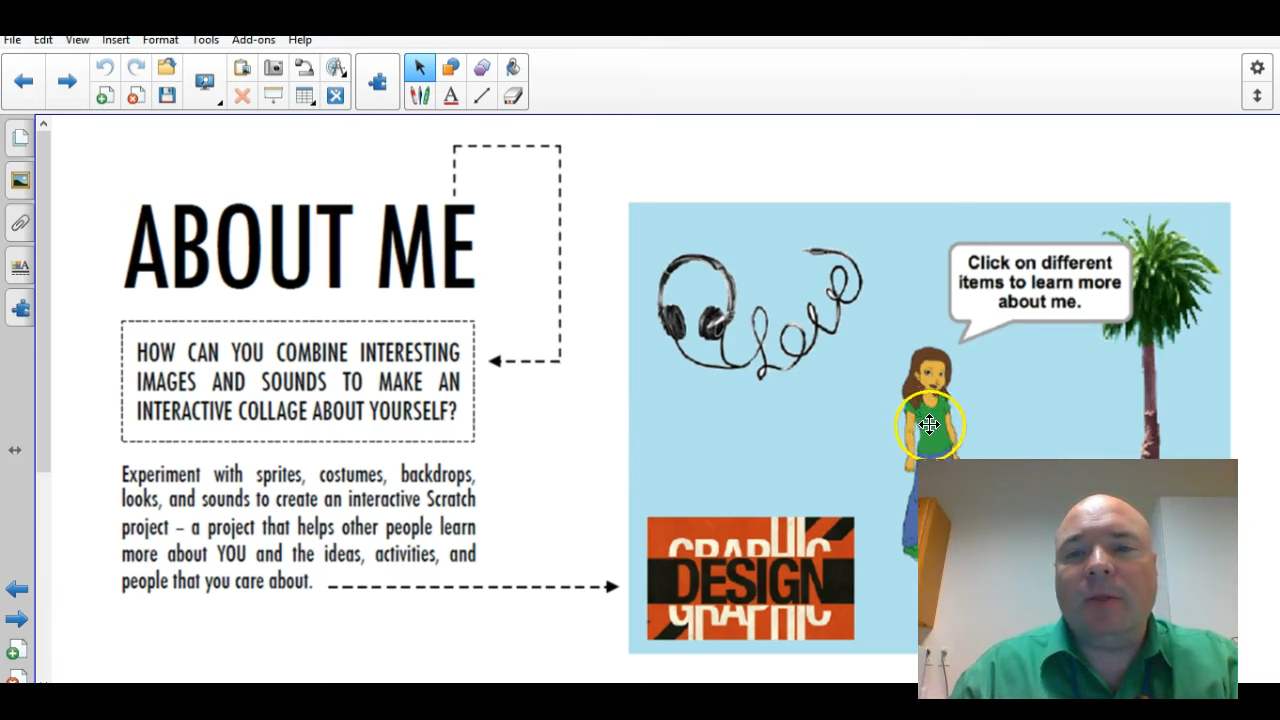 File Edit View Insert Format Tools Add-ons Help
ABOUT ME
HOW CAN YOU COMBINE INTERESTING
IMAGES AND SOUNDS TO MAKE AN
INTERACTIVE COLLAGE ABOUT YOURSELF?
Experiment with sprites, costumes, backdrops,
looks, and sounds to create an interactive Scratch
project – a project that helps other people learn
more about YOU and the ideas, activities, and
people that you care about.
Love
Click on different
items to learn more
about me.
GRAPHIC
DESIGN
GRAPHIC